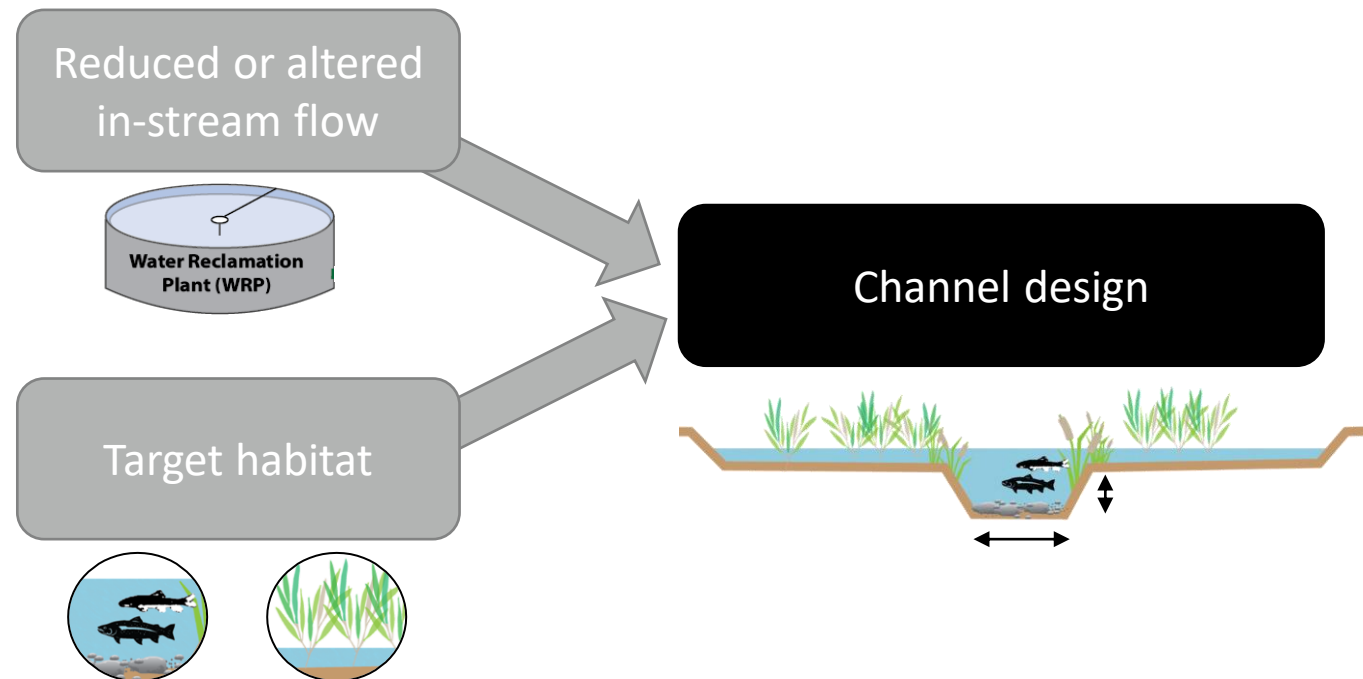 Reduced or altered
in-stream flow
Water Reclamation
Plant (WRP)
Channel design
Target habitat